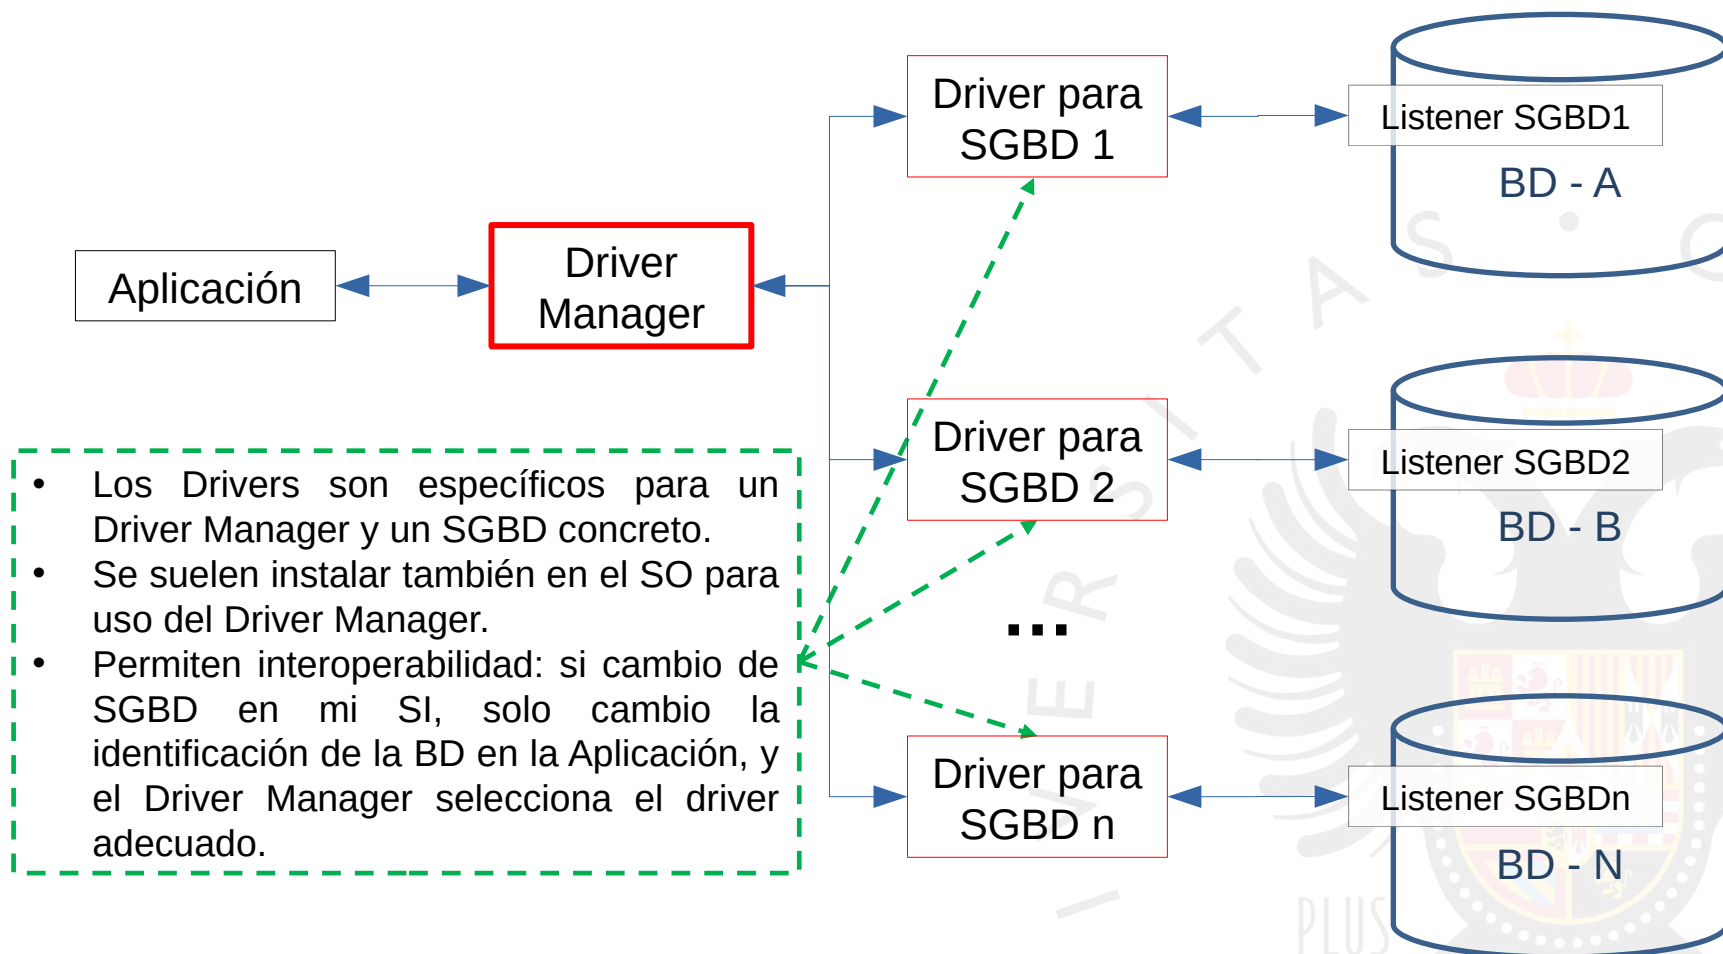 Driver para
SGBD 1
Listener SGBD1
BD - A
Aplicación
Driver
Manager
Driver para
SGBD 2
Listener SGBD2
BD - B
• Los Drivers son específicos para un
Driver Manager y un SGBD concreto.
• Se suelen instalar también en el SO para
uso del Driver Manager.
• Permiten interoperabilidad: si cambio de
SGBD en mi SI, solo cambio la
identificación de la BD en la Aplicación, y
el Driver Manager selecciona el driver
adecuado.
...
Driver para
SGBD n
Listener SGBDn
BD - N
I V E R S I T A S • C
PLUS